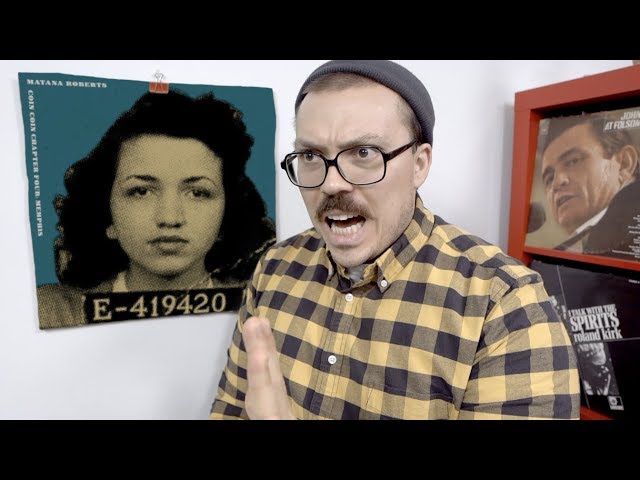 MATANA ROBERTS
COIN COIN CHAPTER FOUR: MEMPHIS
E-419420
JOHN
AT FOLSOM
I TALK WITH THE
SPIRITS
roland kirk